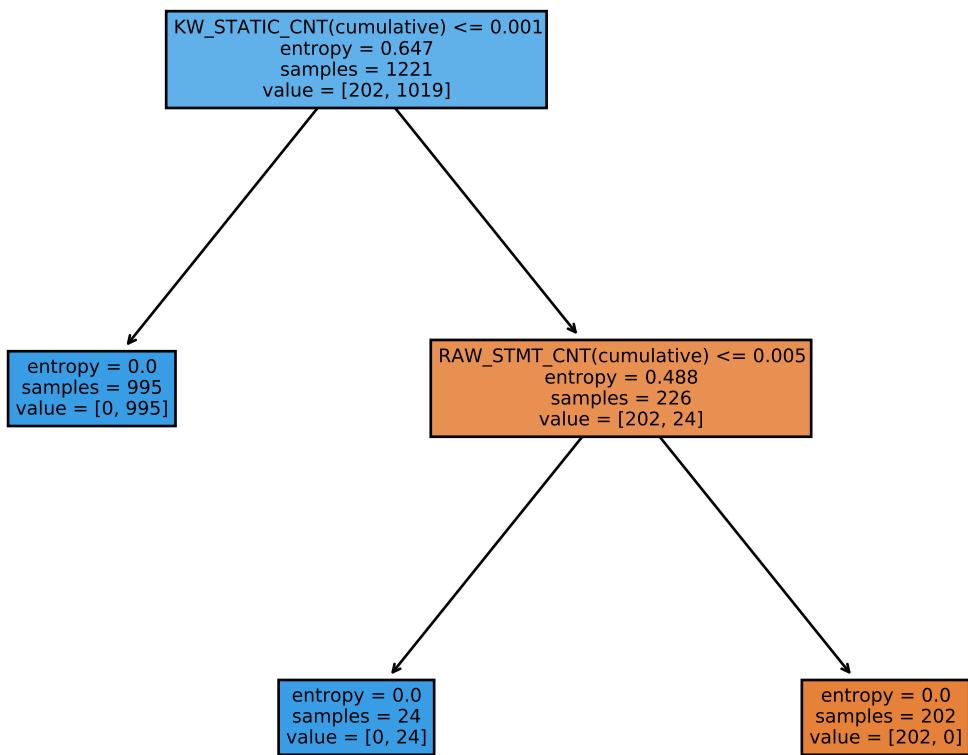 KW_STATIC_CNT(cumulative) <= 0.001
entropy = 0.647
samples = 1221
value = [202, 1019]
entropy = 0.0
samples = 995
value = [0, 995]
RAW_STMT_CNT(cumulative) <= 0.005
entropy = 0.488
samples = 226
value = [202, 24]
entropy = 0.0
samples = 24
value = [0, 24]
entropy = 0.0
samples = 202
value = [202, 0]